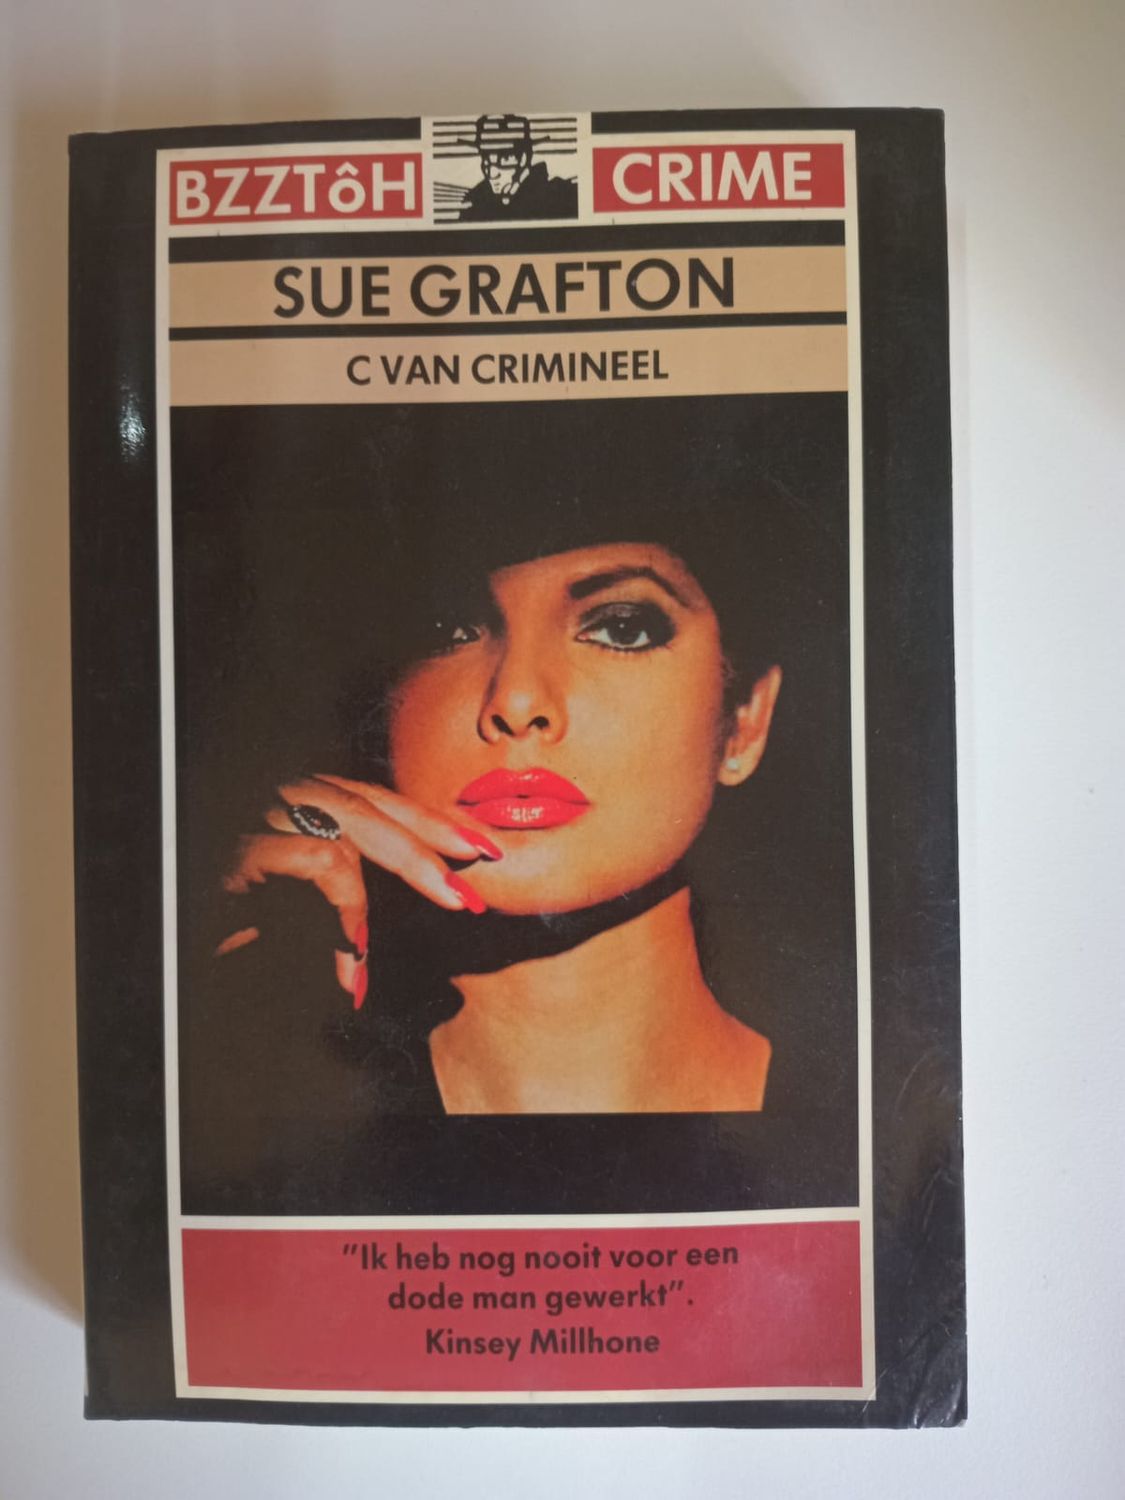 BZZTôH CRIME
SUE GRAFTON
C VAN CRIMINEEL
"Ik heb nog nooit voor een
dode man gewerkt".
Kinsey Millhone